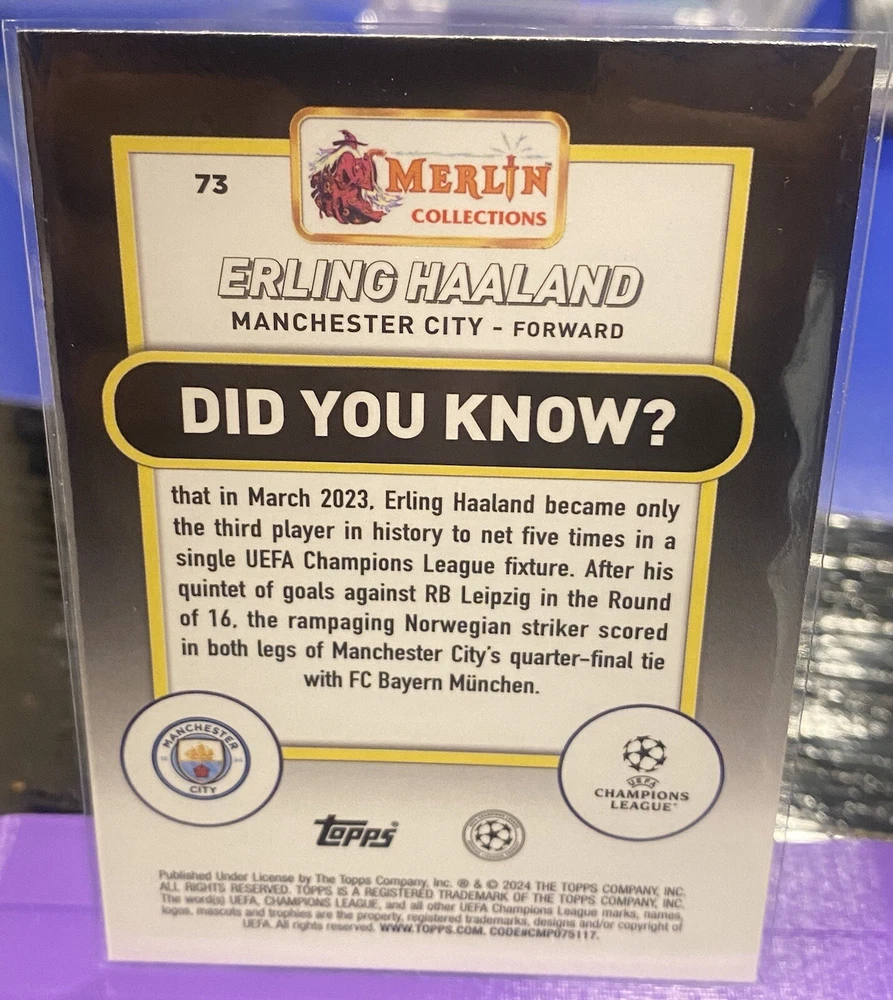 73
MERLIN
COLLECTIONS
ERLING HAALAND
MANCHESTER CITY - FORWARD
DID YOU KNOW?
that in March 2023, Erling Haaland became only
the third player in history to net five times in a
single UEFA Champions League fixture. After his
quintet of goals against RB Leipzig in the Round
of 16, the rampaging Norwegian striker scored
in both legs of Manchester City's quarter-final tie
with FC Bayern München.
MANCHESTER
CITY
UEFA
CHAMPIONS
LEAGUE
Topps
Published Under License by The Topps Company, Inc. ® & © 2024 THE TOPPS COMPANY, INC.
ALL RIGHTS RESERVED. TOPPS IS A REGISTERED TRADEMARK OF THE TOPPS COMPANY, INC.
The word(s) UEFA, CHAMPIONS LEAGUE, and all other UEFA Champions League marks, names,
logos, mascots and trophies are the property, registered trademarks, designs and/or copyright of
UEFA. All rights reserved. WWW.TOPPS.COM. CODE#CMP075117.